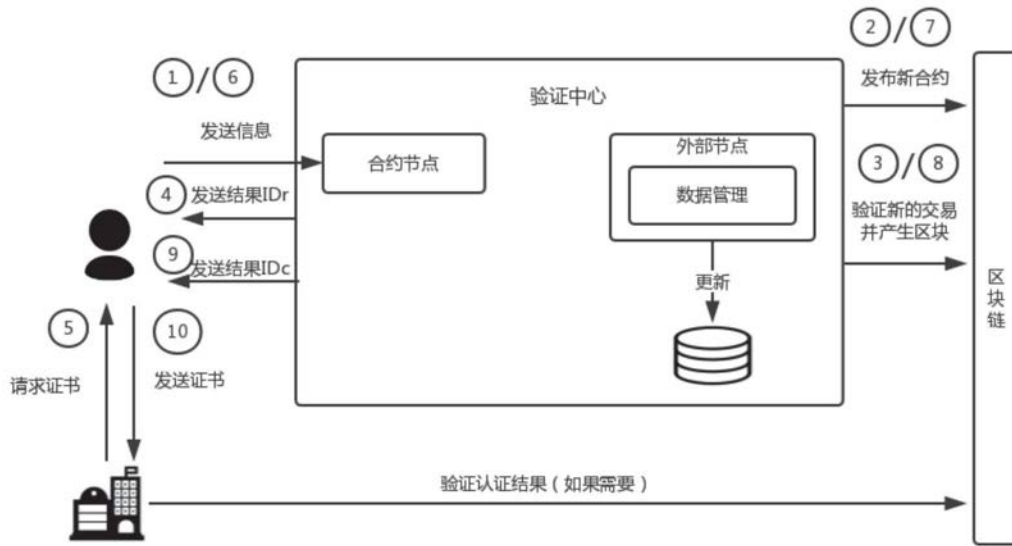 ②/⑦
发布新合约
①/⑥
发送信息
验证中心
合约节点
外部节点
数据管理
③/⑧
验证新的交易
并产生区块
④ 发送结果IDr
⑨ 发送结果IDc
更新
区
块
链
⑤
请求证书
⑩
发送证书
验证认证结果（如果需要）